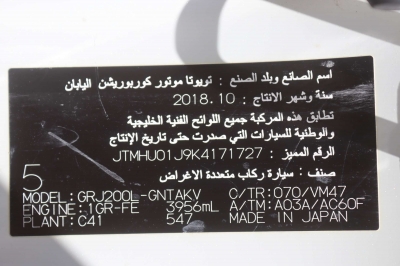 اسم الصانع وبلد الصنع : تويوتا موتور كوربوريشن اليابان
سنة وشهر الانتاج : 2018.10
تطابق هذه المركبة جميع اللوائح الفنية الخليجية
والوطنية للسيارات التي صدرت حتى تاريخ الإنتاج
الرقم المميز : JTMHU01J9K4171727
صنف : سيارة ركاب متعددة الاغراض
5
MODEL:GRJ200L-GNTAKV C/TR:070/VM47
ENGINE:1GR-FE 3956mL A/TM:A03A/AC60F
PLANT:C41 547 MADE IN JAPAN